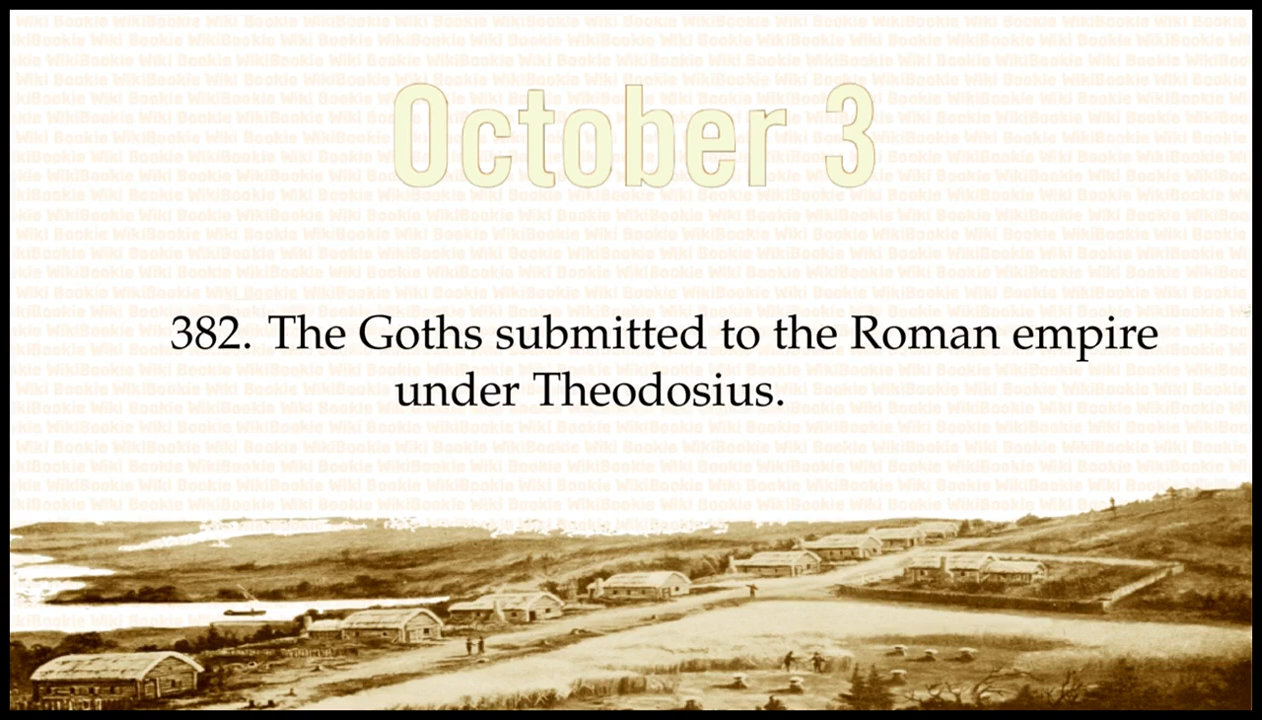 October 3
382. The Goths submitted to the Roman empire
under Theodosius.